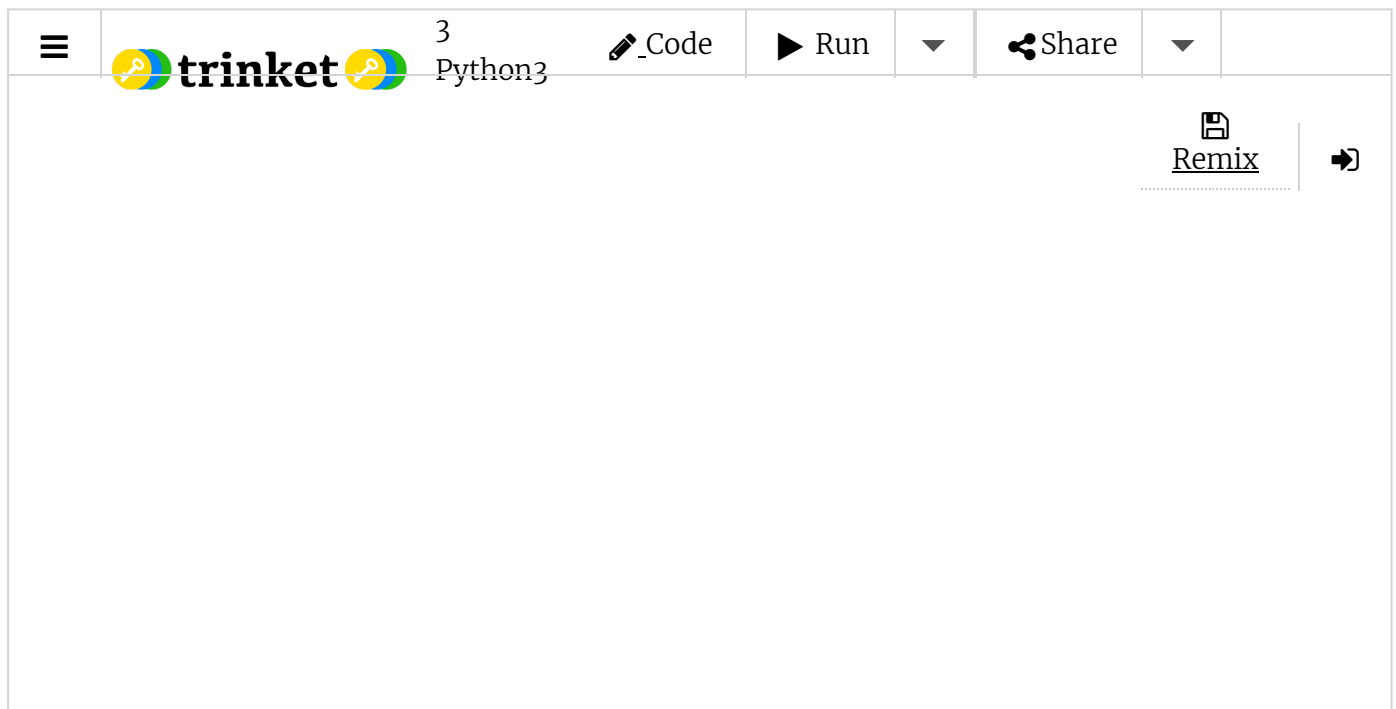 trinket
3
Python3
Code
Run
Share
Remix